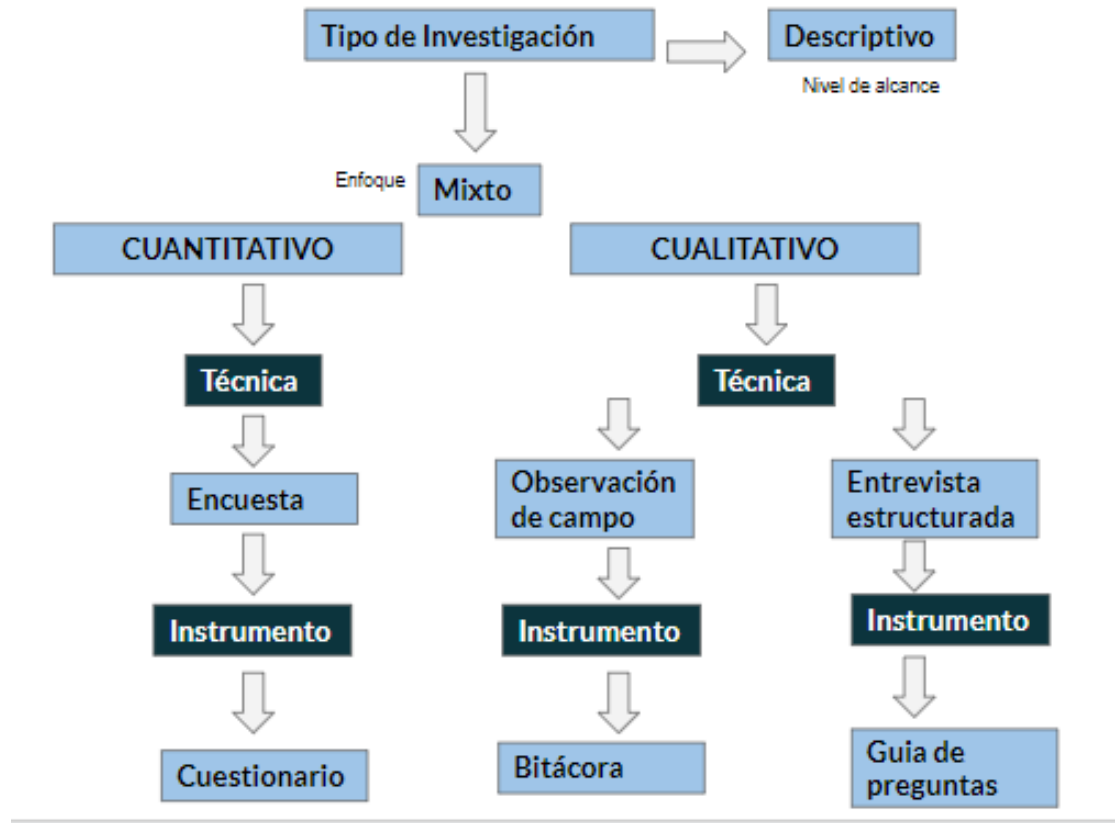 Tipo de Investigación
Descriptivo
Nivel de alcance
Enfoque
Mixto
CUANTITATIVO
CUALITATIVO
Técnica
Técnica
Encuesta
Observación
de campo
Entrevista
estructurada
Instrumento
Instrumento
Instrumento
Cuestionario
Bitácora
Guia de
preguntas